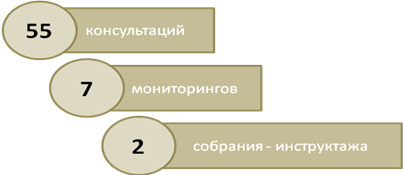 55 консультаций
7 мониторингов
2 собрания - инструктажа